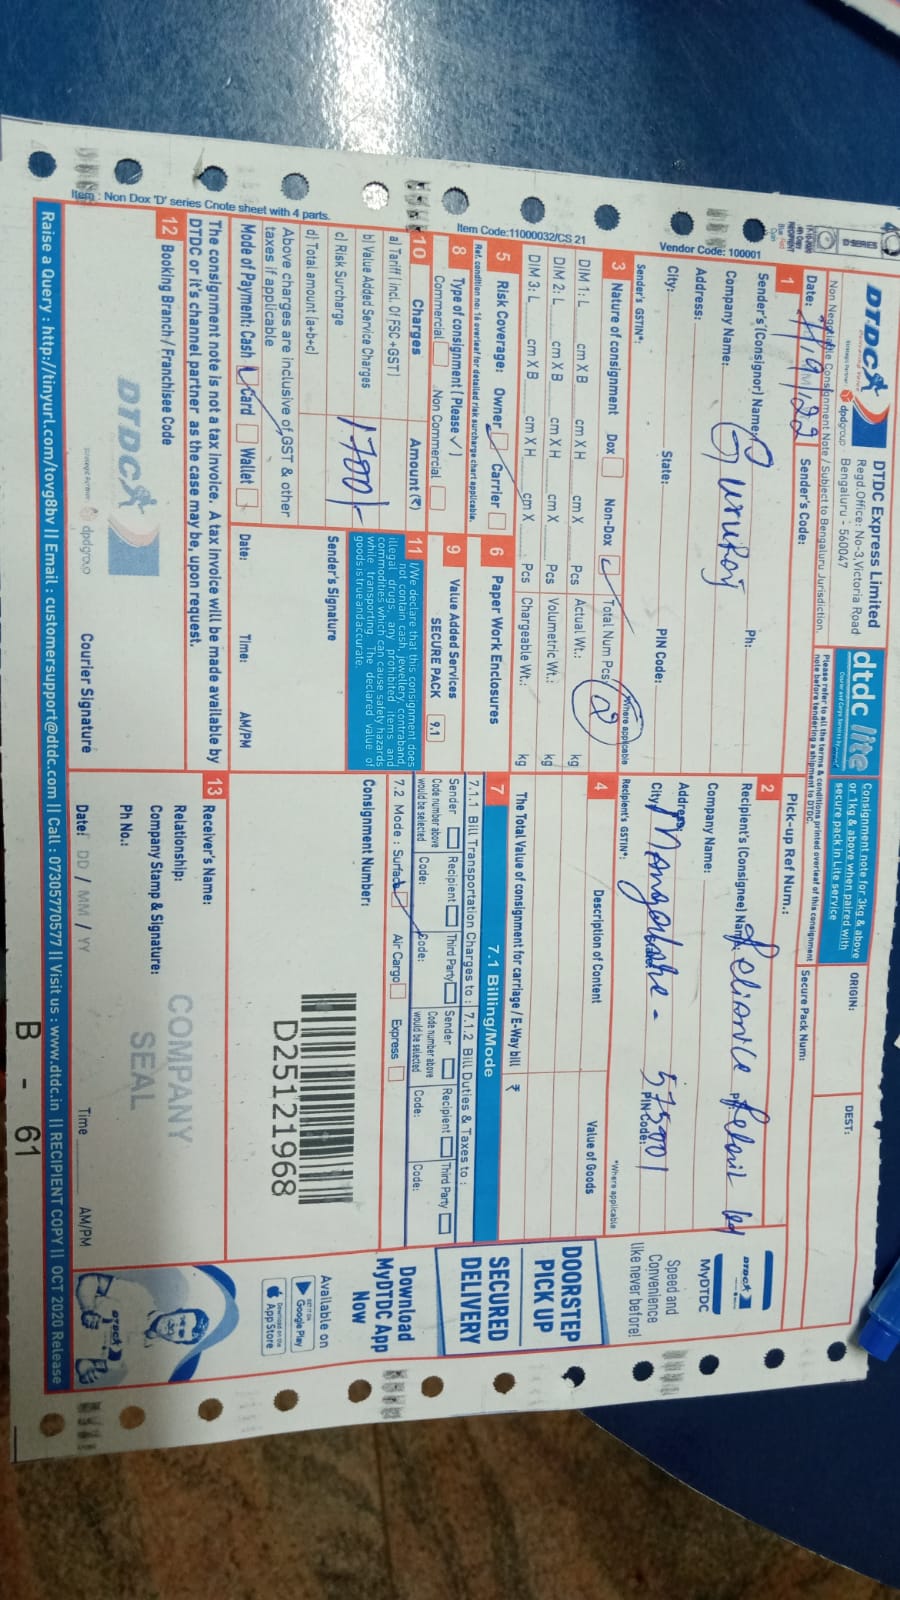 D SERIES
DTDC
dpdgroup
DTDC Express Limited
Regd.Office: No-3,Victoria Road
Bengaluru - 560047
Non Negotiable Consignment Note / Subject to Bengaluru Jurisdiction.
dtdc lite
Please refer to all the terms & conditions printed overleaf of this consignment
note before tendering a shipment to DTDC.
Consignment note for 3kg & above
or 1kg & above when paired with
secure pack in Lite service
ORIGIN:
DEST:
Date:
Sender's Code:
Pick-up Ref Num.:
Secure Pack Num:
1 Sender's (Consignor) Name
Gururaj
Ph:
Company Name:
Address:
City:
State:
PIN Code:
Sender's GSTIN*:
*Where applicable
2 Recipient's (Consignee) Name
Reliance Retail
Company Name:
Address:
City: Mangalore - 575001
PIN Code:
Recipient's GSTIN*:
*Where applicable
3 Nature of consignment Dox Non-Dox Total Num Pcs 2
DIM 1: L cm X B cm X H cm X Pcs Actual Wt.: kg
DIM 2: L cm X B cm X H cm X Pcs Volumetric Wt.: kg
DIM 3: L cm X B cm X H cm X Pcs Chargeable Wt.: kg
4 Description of Content Value of Goods
The Total Value of consignment for carriage / E-Way bill ₹
5 Risk Coverage: Owner Carrier
Ref. condition no. 16 overleaf for detailed risk surcharge chart applicable.
6 Paper Work Enclosures
7 7.1 Billing/Mode
7.1.1 Bill Transportation Charges to : 7.1.2 Bill Duties & Taxes to :
Sender Recipient Third Party Sender Recipient Third Party
Code number above would be selected Code: Code: Code number above would be selected Code: Code:
7.2 Mode : Surface Air Cargo Express
8 Type of consignment ( Please ✓ )
Commercial Non Commercial
9 Value Added Services
SECURE PACK 9.1
10 Charges Amount (₹)
a) Tariff ( incl. Of FSC +GST )
b) Value Added Service Charges
c) Risk Surcharge
d) Total amount (a+b+c)
1700/-
Above charges are inclusive of GST & other
taxes if applicable
Mode of Payment: Cash Card Wallet
11 I/We declare that this consignment does
not contain cash, jewellery, contraband,
illegal drugs, any prohibited items and
commodities which can cause safety hazards
while transporting. The declared value of
goods is true and accurate.
Sender's Signature
Date: Time: AM/PM
Consignment Number:
D25121968
The consignment note is not a tax invoice. A tax invoice will be made available by
DTDC or it's channel partner as the case may be, upon request.
12 Booking Branch / Franchisee Code
DTDC
dpdgroup
Courier Signature
13 Receiver's Name:
Relationship:
Company Stamp & Signature:
COMPANY
SEAL
Ph No.:
Date: DD / MM / YY Time AM/PM
DTDC
MyDTDC
Speed and
Convenience
like never before!
DOORSTEP
PICK UP
SECURED
DELIVERY
Download
MyDTDC App
Now
Available on
GET IT ON
Google Play
Download on the
App Store
Raise a Query : http://tinyurl.com/tovg8bv || Email : customersupport@dtdc.com || Call : 07305770577 || Visit us : www.dtdc.in || RECIPIENT COPY || OCT 2020 Release
B - 61
Item : Non Dox 'D' series Cnote sheet with 4 parts.
Item Code:11000032/CS 21
Vendor Code: 100001